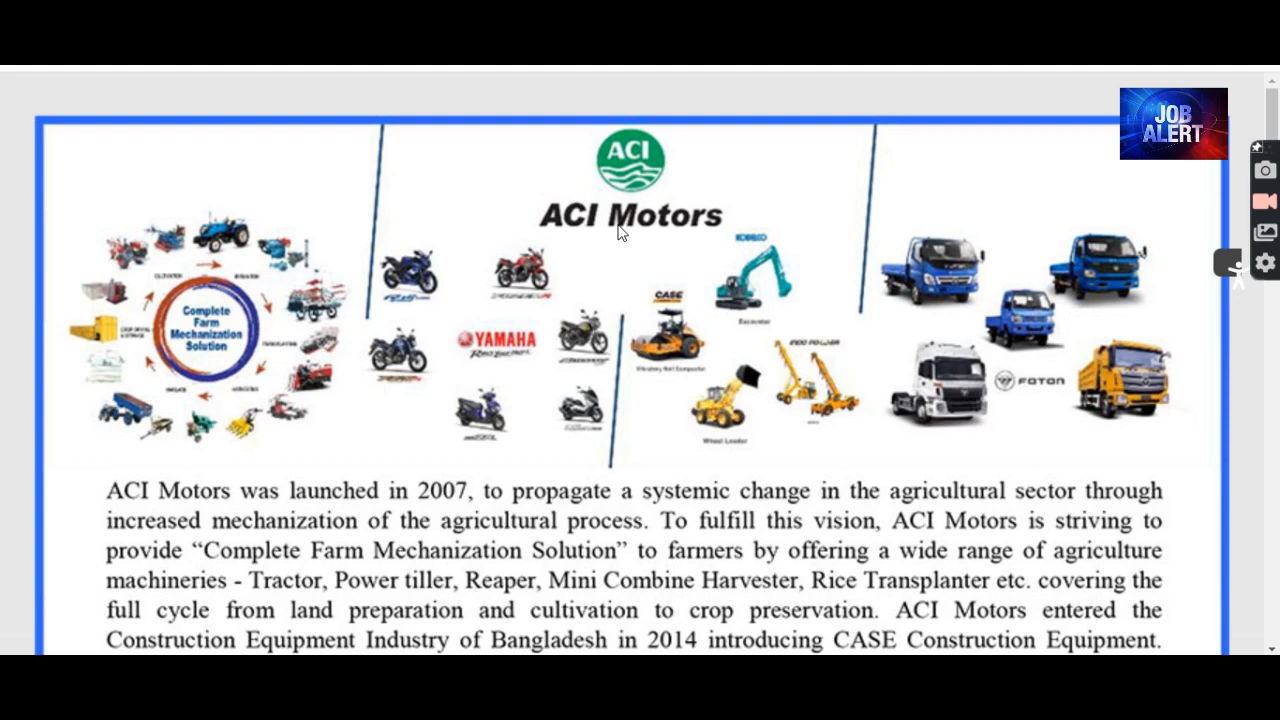 JOB
ALERT
ACI
ACI Motors
KOBELCO
CASE
Excavator
Complete
Farm
Mechanization
Solution
YAMAHA
FOTON
Wheel Loader
ACI Motors was launched in 2007, to propagate a systemic change in the agricultural sector through
increased mechanization of the agricultural process. To fulfill this vision, ACI Motors is striving to
provide “Complete Farm Mechanization Solution” to farmers by offering a wide range of agriculture
machineries - Tractor, Power tiller, Reaper, Mini Combine Harvester, Rice Transplanter etc. covering the
full cycle from land preparation and cultivation to crop preservation. ACI Motors entered the
Construction Equipment Industry of Bangladesh in 2014 introducing CASE Construction Equipment.